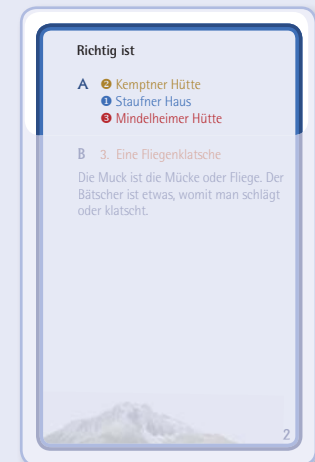 Richtig ist
A ❷ Kemptner Hütte
❶ Staufner Haus
❸ Mindelheimer Hütte
B 3. Eine Fliegenklatsche
Die Muck ist die Mücke oder Fliege. Der
Bätscher ist etwas, womit man schlägt
oder klatscht.
2